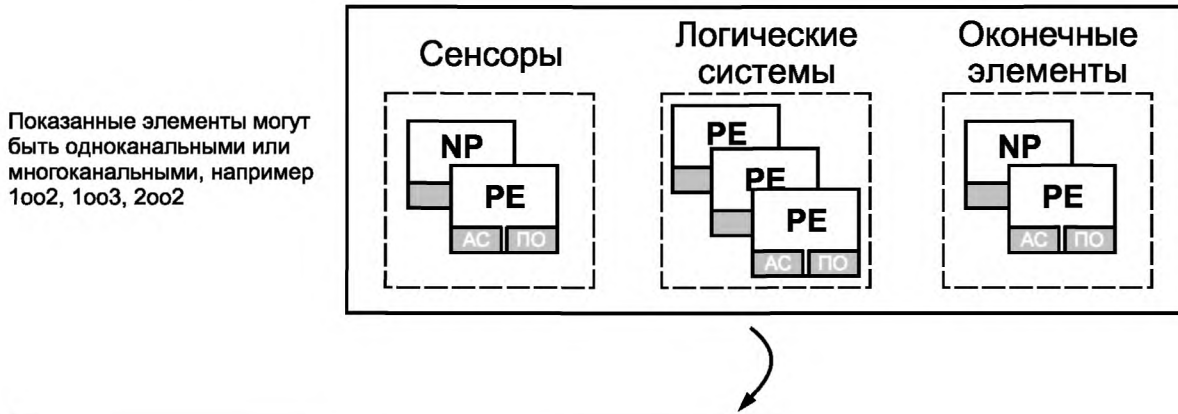 Сенсоры
Логические
системы
Оконечные
элементы
Показанные элементы могут
быть одноканальными или
многоканальными, например
1oo2, 1oo3, 2oo2
NP
PE
АС ПО
PE
PE
PE
АС ПО
NP
PE
АС ПО